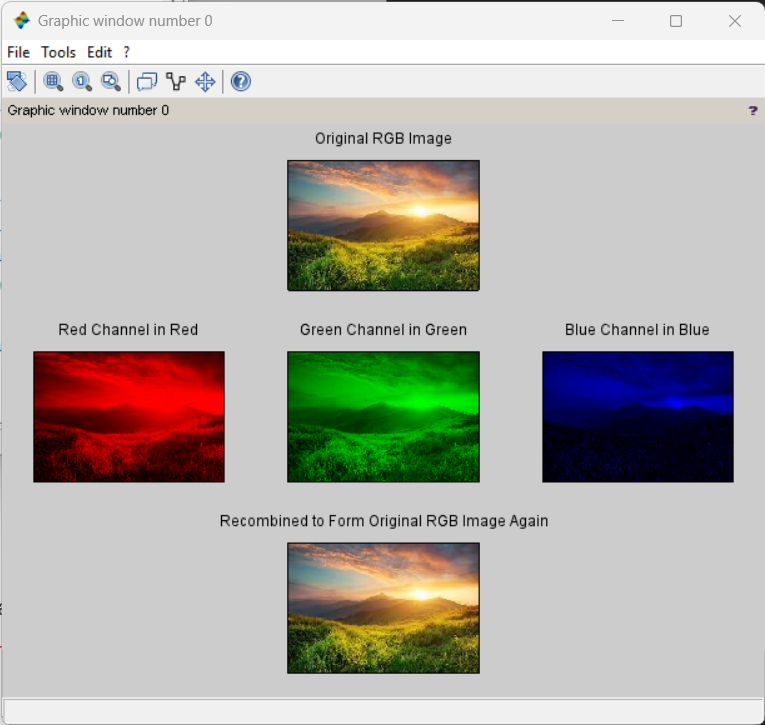 Graphic window number 0
File Tools Edit ?
Graphic window number 0 ?
Original RGB Image
Red Channel in Red Green Channel in Green Blue Channel in Blue
Recombined to Form Original RGB Image Again